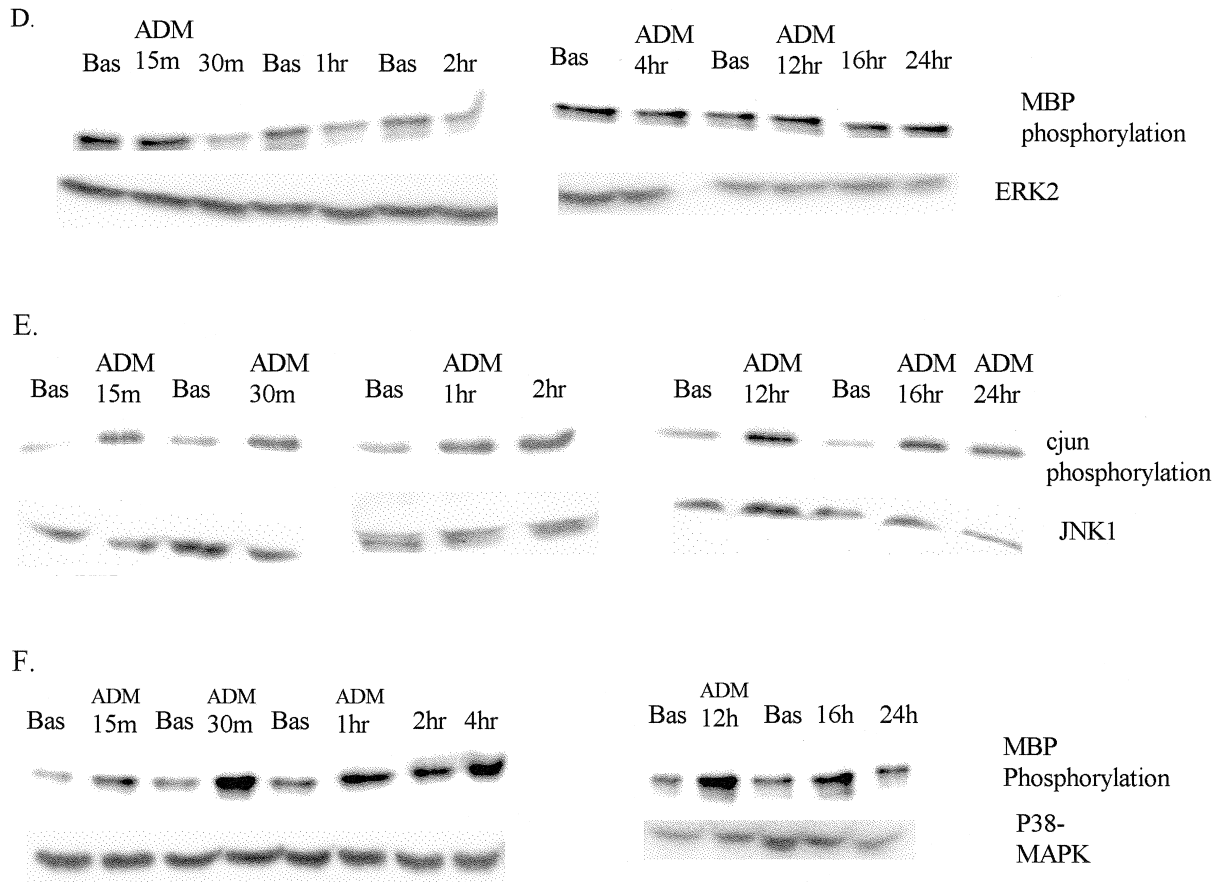 D.
ADM ADM ADM
Bas 15m 30m Bas 1hr Bas 2hr Bas 4hr Bas 12hr 16hr 24hr
MBP
phosphorylation
ERK2
E.
ADM ADM ADM ADM ADM ADM
Bas 15m Bas 30m Bas 1hr 2hr Bas 12hr Bas 16hr 24hr
cjun
phosphorylation
JNK1
F.
ADM ADM ADM ADM
Bas 15m Bas 30m Bas 1hr 2hr 4hr Bas 12h Bas 16h 24h
MBP
Phosphorylation
P38-
MAPK